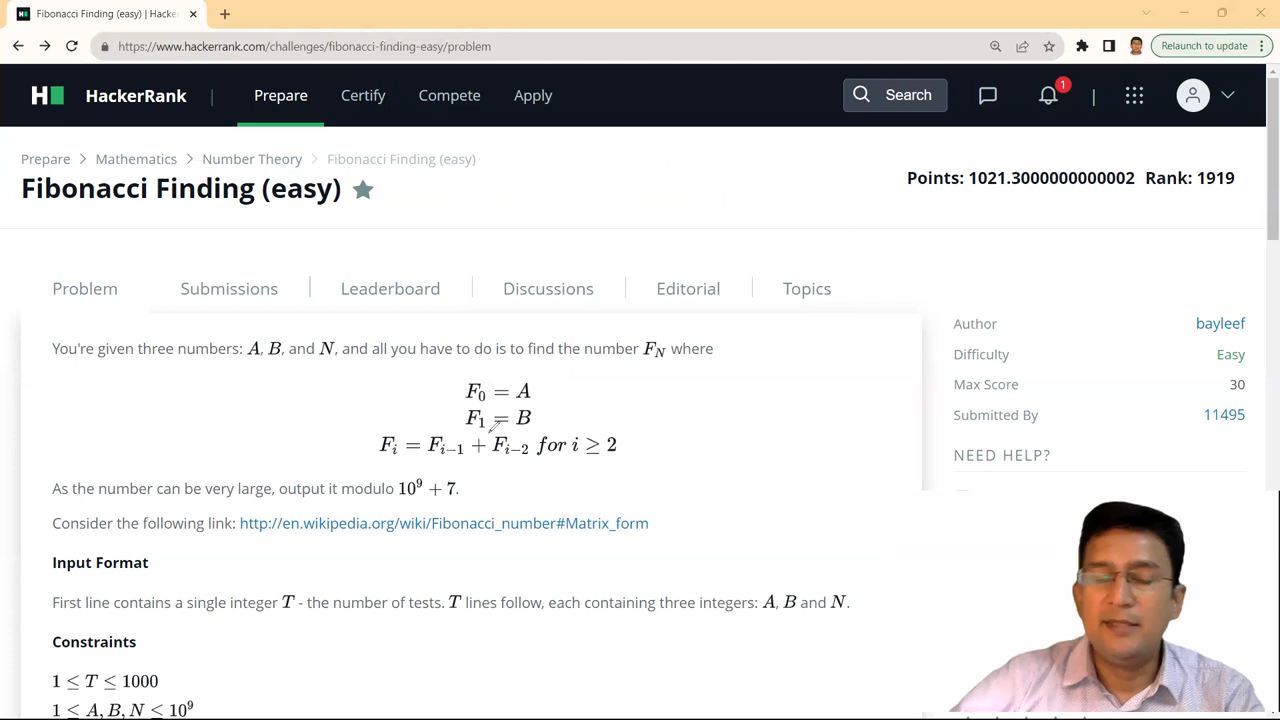 Fibonacci Finding (easy) | Hacke
https://www.hackerrank.com/challenges/fibonacci-finding-easy/problem
Relaunch to update
HackerRank | Prepare Certify Compete Apply Search 1
Prepare > Mathematics > Number Theory > Fibonacci Finding (easy)
Fibonacci Finding (easy)
Points: 1021.3000000000002 Rank: 1919
Problem Submissions Leaderboard Discussions Editorial Topics
You're given three numbers: A, B, and N, and all you have to do is to find the number F_N where
F_0 = A
F_1 = B
F_i = F_{i-1} + F_{i-2} for i ≥ 2
As the number can be very large, output it modulo 10^9 + 7.
Consider the following link: http://en.wikipedia.org/wiki/Fibonacci_number#Matrix_form
Input Format
First line contains a single integer T - the number of tests. T lines follow, each containing three integers: A, B and N.
Constraints
1 ≤ T ≤ 1000
1 ≤ A, B, N ≤ 10^9
Author bayleef
Difficulty Easy
Max Score 30
Submitted By 11495
NEED HELP?